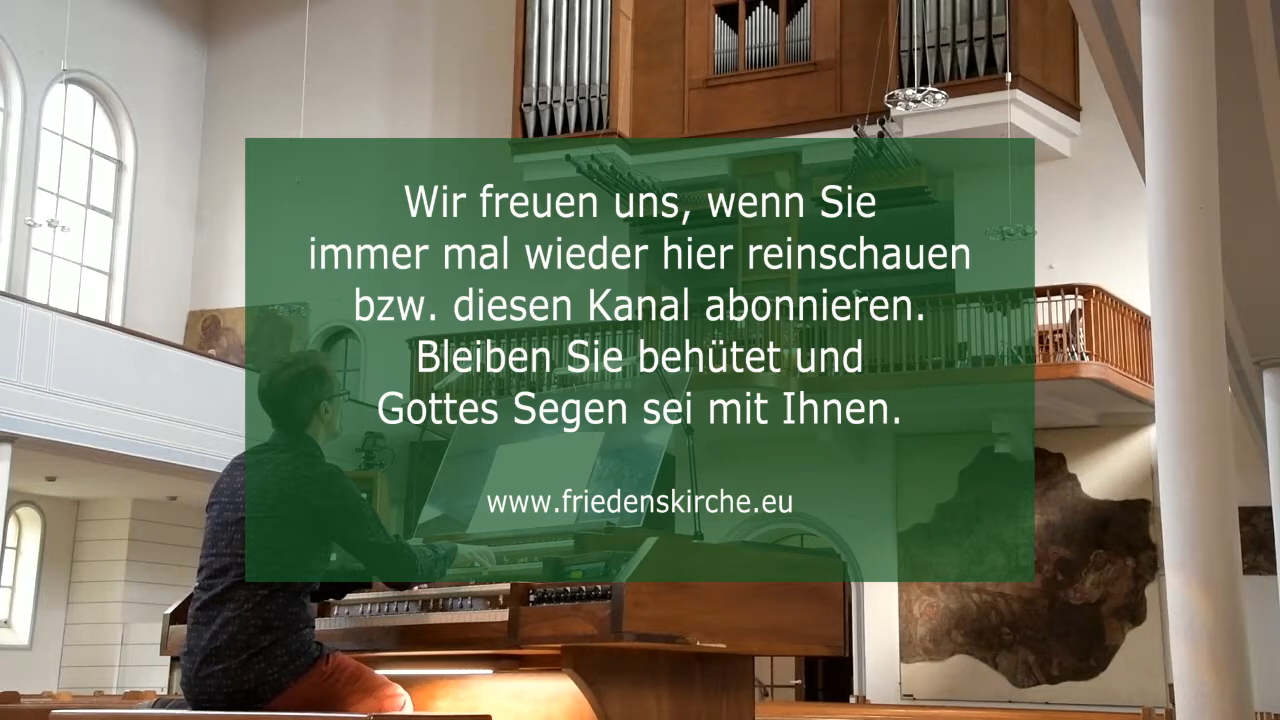 Wir freuen uns, wenn Sie
immer mal wieder hier reinschauen
bzw. diesen Kanal abonnieren.
Bleiben Sie behütet und
Gottes Segen sei mit Ihnen.
www.friedenskirche.eu